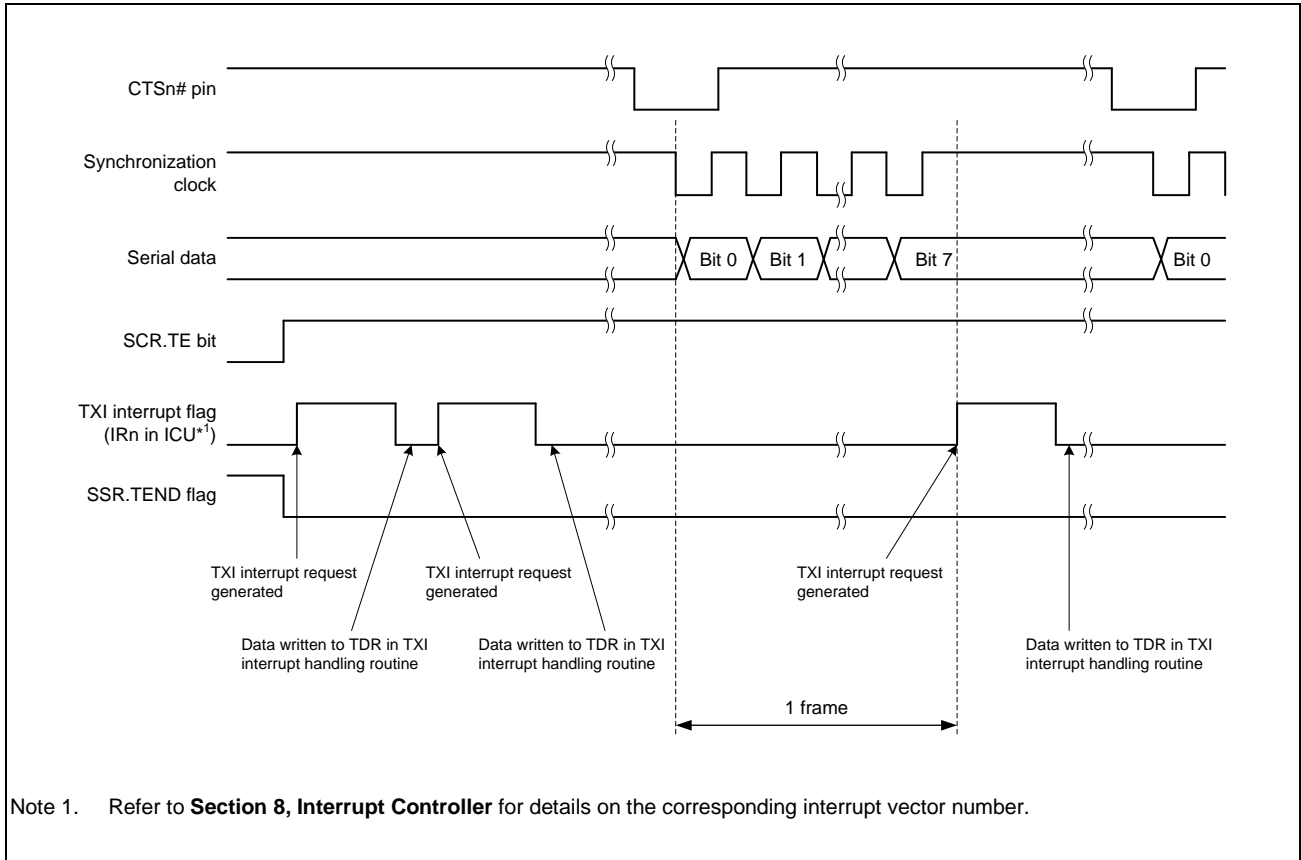 CTSn# pin
Synchronization
clock
Serial data
Bit 0
Bit 1
Bit 7
Bit 0
SCR.TE bit
TXI interrupt flag
(IRn in ICU*1)
SSR.TEND flag
TXI interrupt request
generated
TXI interrupt request
generated
TXI interrupt request
generated
Data written to TDR in TXI
interrupt handling routine
Data written to TDR in TXI
interrupt handling routine
Data written to TDR in TXI
interrupt handling routine
1 frame
Note 1. Refer to Section 8, Interrupt Controller for details on the corresponding interrupt vector number.